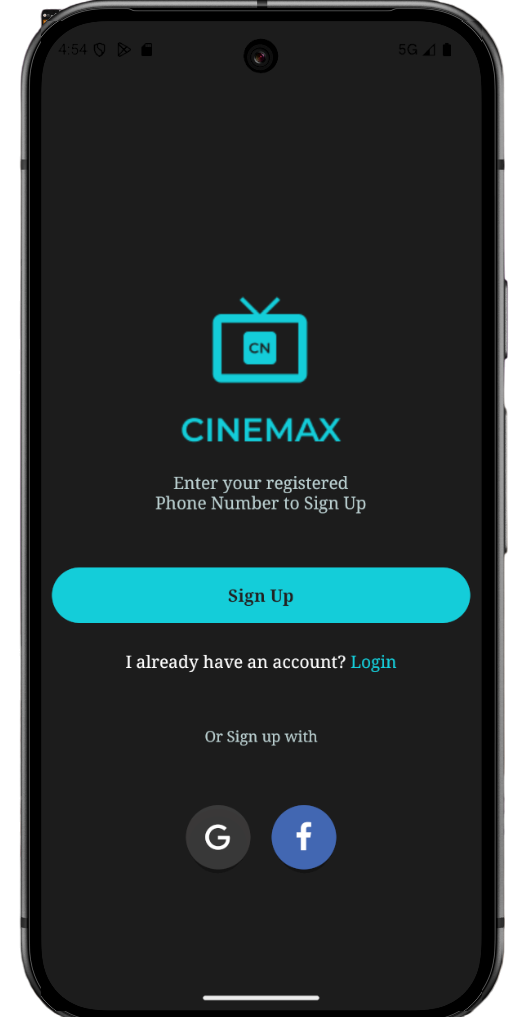 4:54
5G
CN
CINEMAX
Enter your registered
Phone Number to Sign Up
Sign Up
I already have an account? Login
Or Sign up with
G
f